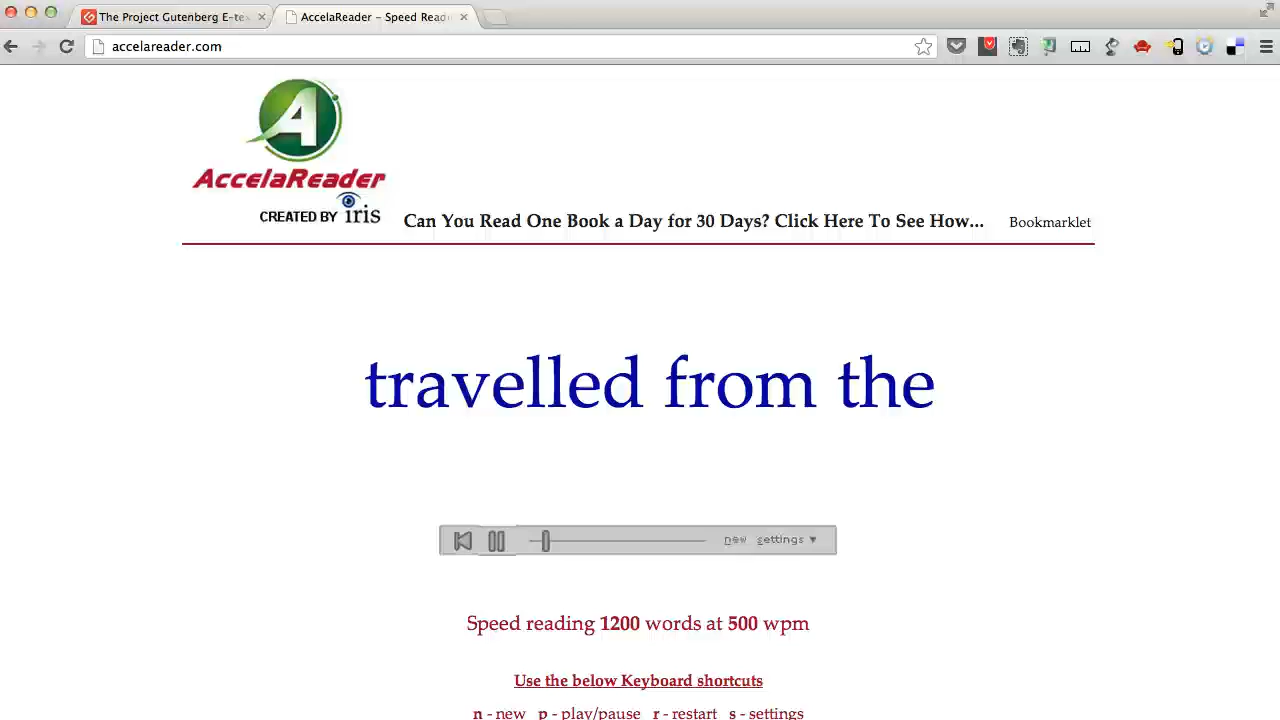 The Project Gutenberg E-te
AccelaReader – Speed Read
accelareader.com
A
AccelaReader
CREATED BY iris
Can You Read One Book a Day for 30 Days? Click Here To See How... Bookmarklet
travelled from the
new settings ▾
Speed reading 1200 words at 500 wpm
Use the below Keyboard shortcuts
n - new p - play/pause r - restart s - settings